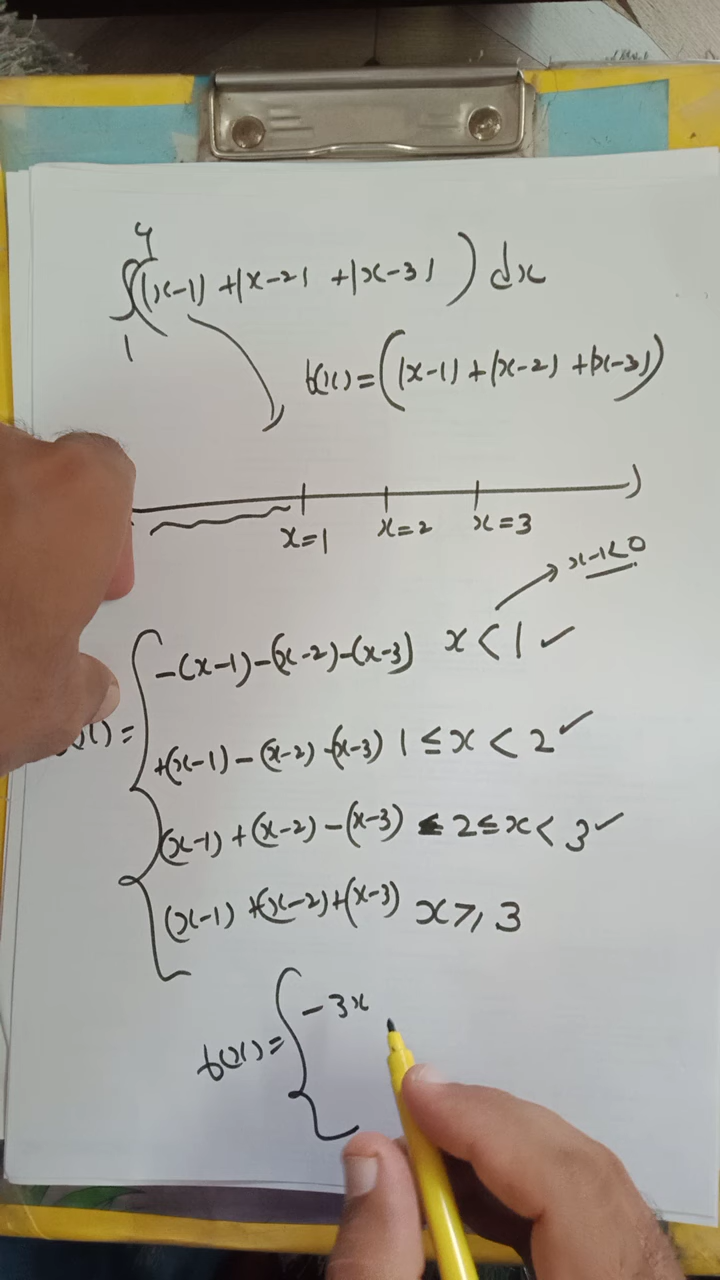 ∫₁⁴ (|x-1| + |x-2| + |x-3|) dx
f(x) = (|x-1| + |x-2| + |x-3|)
x=1 x=2 x=3
x-1<0
-(x-1)-(x-2)-(x-3) x < 1 ✓
+(x-1)-(x-2)-(x-3) 1 ≤ x < 2 ✓
(x-1)+(x-2)-(x-3) 2 ≤ x < 3 ✓
(x-1)+(x-2)+(x-3) x ≥ 3
f(x) = { -3x